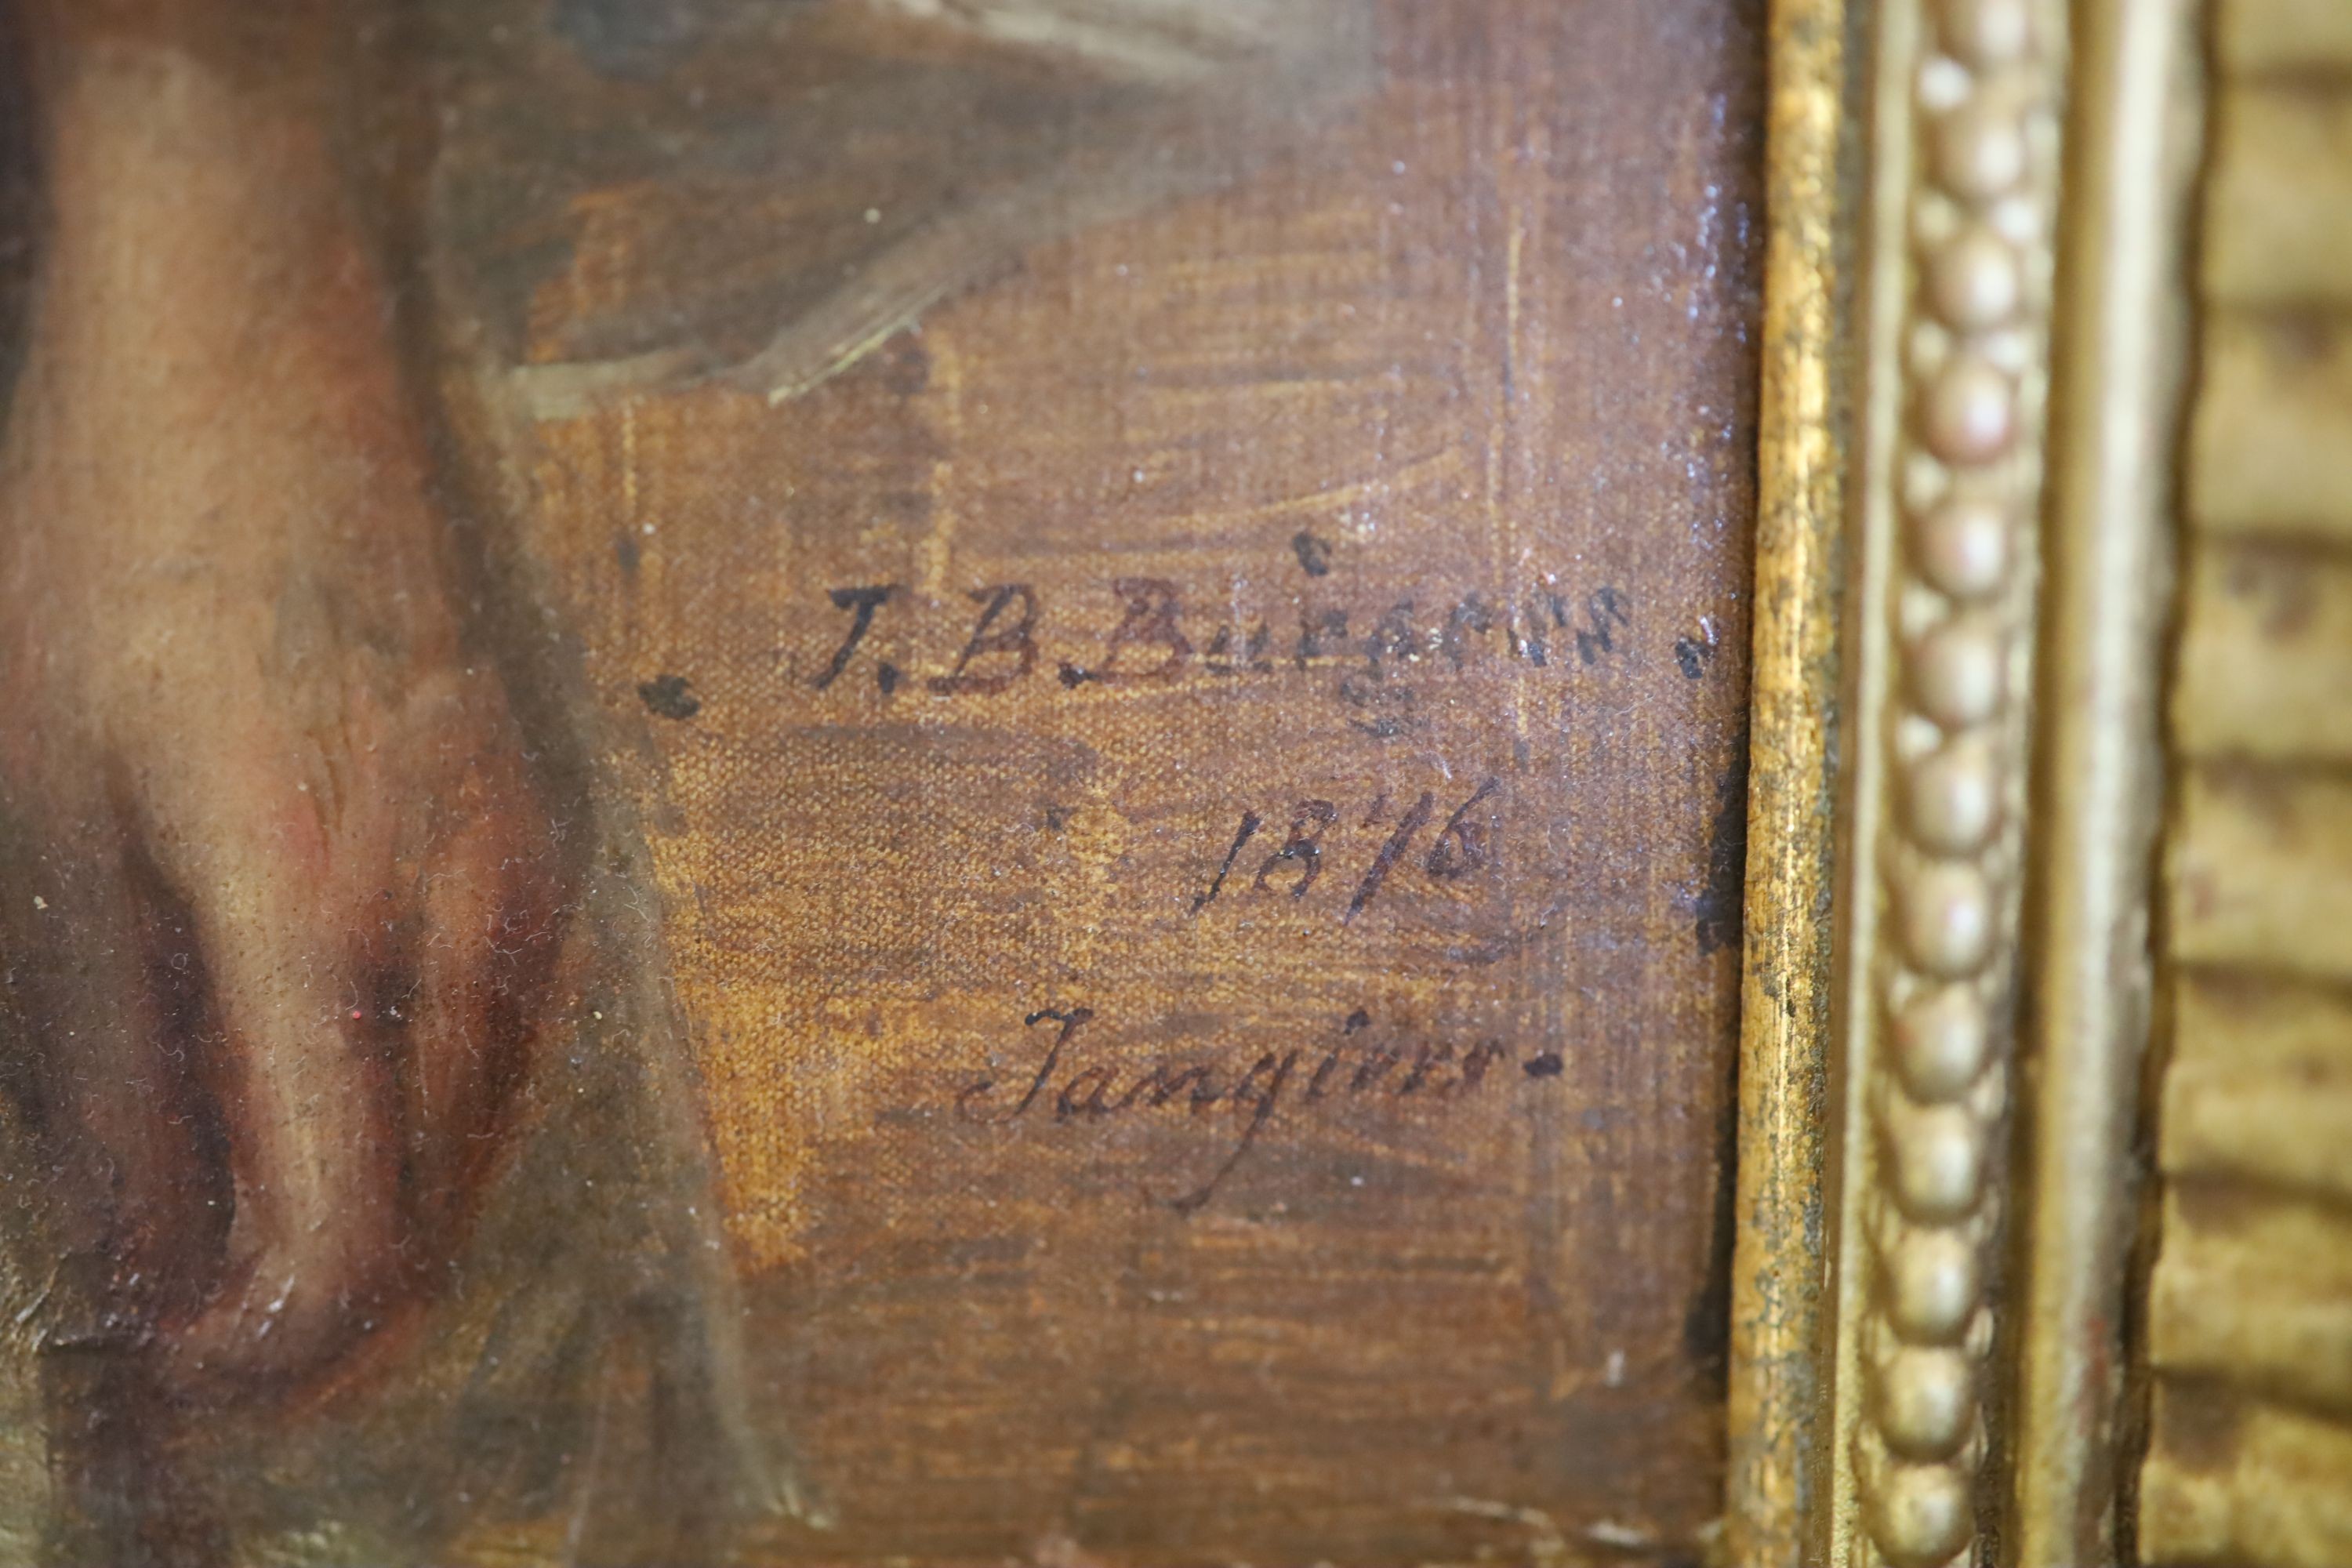 J. B. Burgess.
1876
Tangiers.